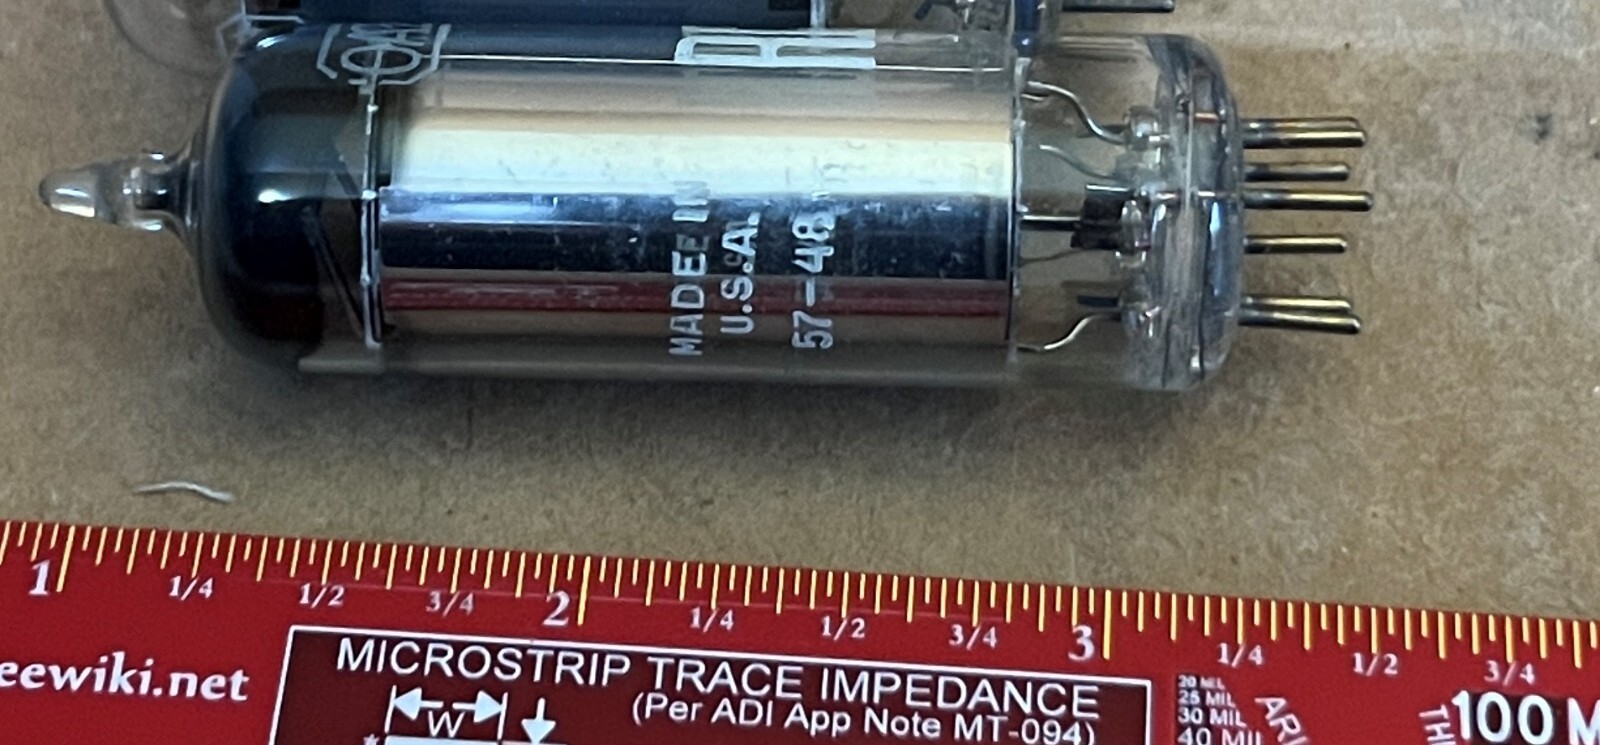 MADE IN
U.S.A.
57-48
1 1/4 1/2 3/4 2 1/4 1/2 3/4 3 1/4 1/2 3/4
eewiki.net
MICROSTRIP TRACE IMPEDANCE
(Per ADI App Note MT-094)
W
20 MIL
25 MIL
30 MIL
40 MIL
100 M